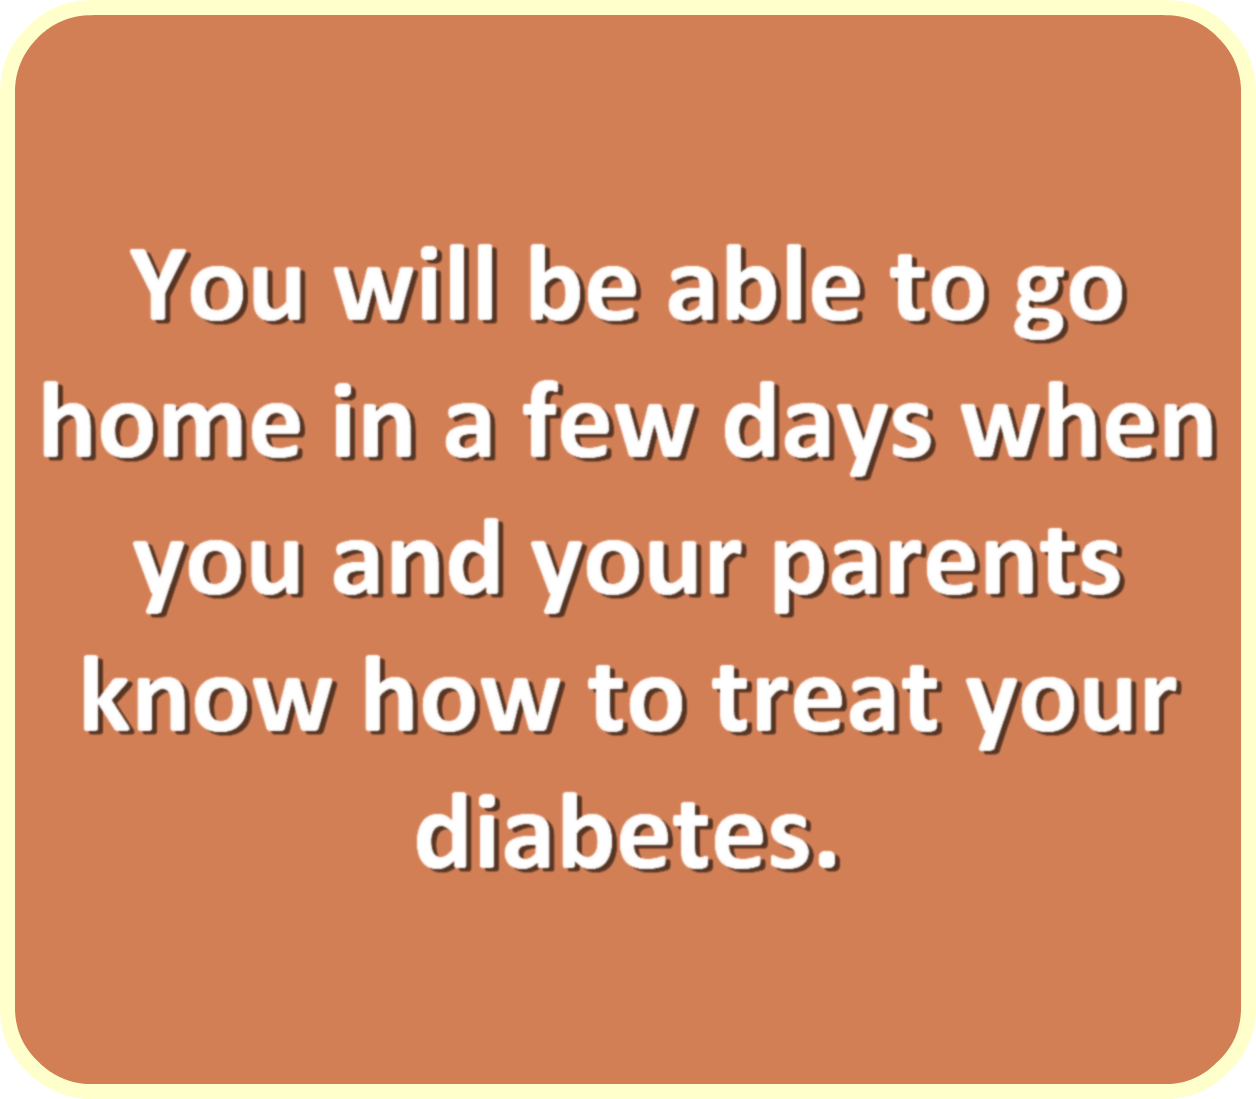 You will be able to go
home in a few days when
you and your parents
know how to treat your
diabetes.